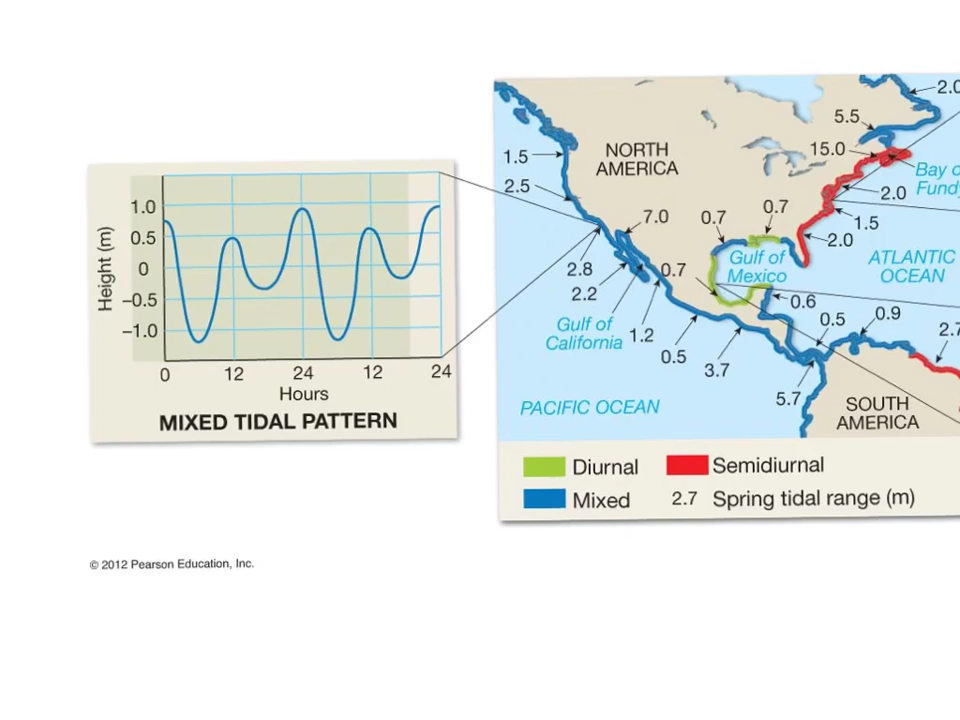 Height (m)
1.0
0.5
0
−0.5
−1.0
0 12 24 12 24
Hours
MIXED TIDAL PATTERN
2.0
5.5
15.0
NORTH
AMERICA
1.5
2.5
Bay
Fundy
2.0
7.0
0.7
0.7
1.5
2.0
2.8
2.2
0.7
Gulf of
Mexico
ATLANTIC
OCEAN
0.6
0.5
0.9
2.7
Gulf of
California
1.2
0.5
3.7
5.7
PACIFIC OCEAN
SOUTH
AMERICA
Diurnal
Semidiurnal
Mixed
2.7 Spring tidal range (m)
© 2012 Pearson Education, Inc.